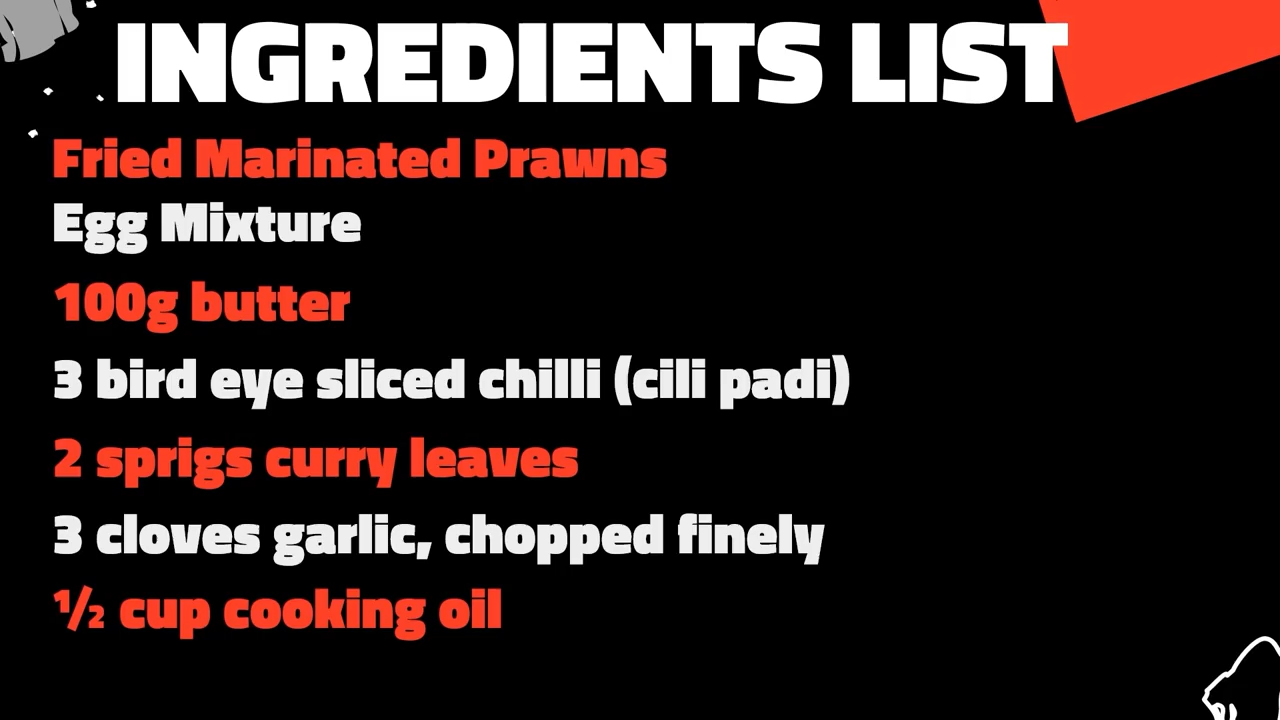 INGREDIENTS LIST
Fried Marinated Prawns
Egg Mixture
100g butter
3 bird eye sliced chilli (cili padi)
2 sprigs curry leaves
3 cloves garlic, chopped finely
½ cup cooking oil